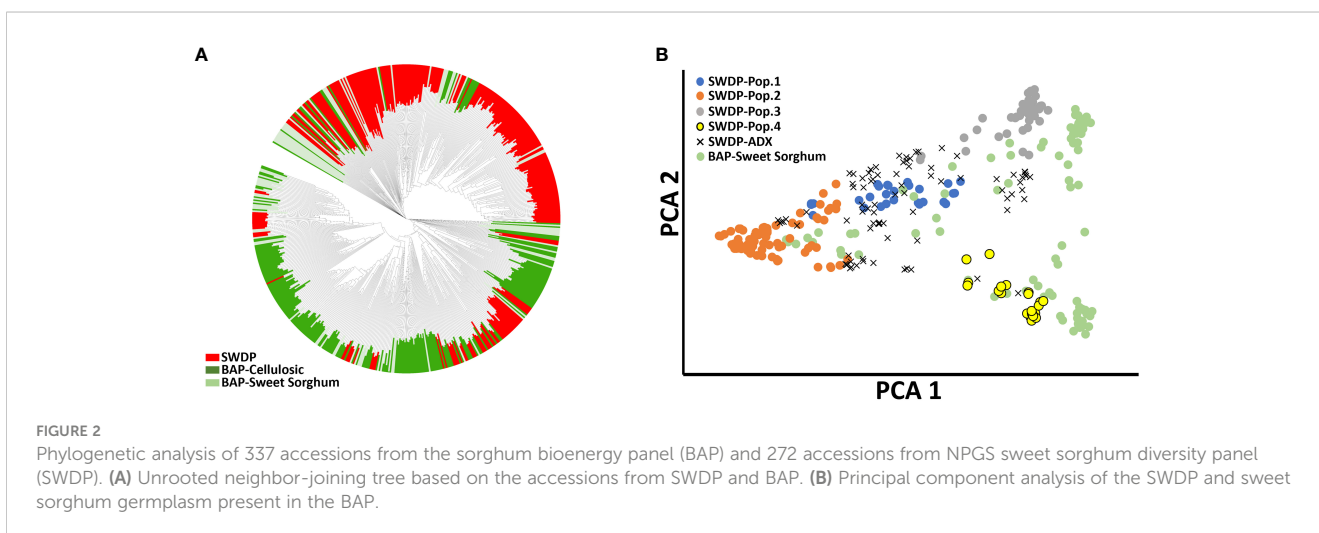 A
SWDP
BAP-Cellulosic
BAP-Sweet Sorghum
B
SWDP-Pop.1
SWDP-Pop.2
SWDP-Pop.3
SWDP-Pop.4
SWDP-ADX
BAP-Sweet Sorghum
PCA 2
PCA 1
FIGURE 2
Phylogenetic analysis of 337 accessions from the sorghum bioenergy panel (BAP) and 272 accessions from NPGS sweet sorghum diversity panel
(SWDP). (A) Unrooted neighbor-joining tree based on the accessions from SWDP and BAP. (B) Principal component analysis of the SWDP and sweet
sorghum germplasm present in the BAP.